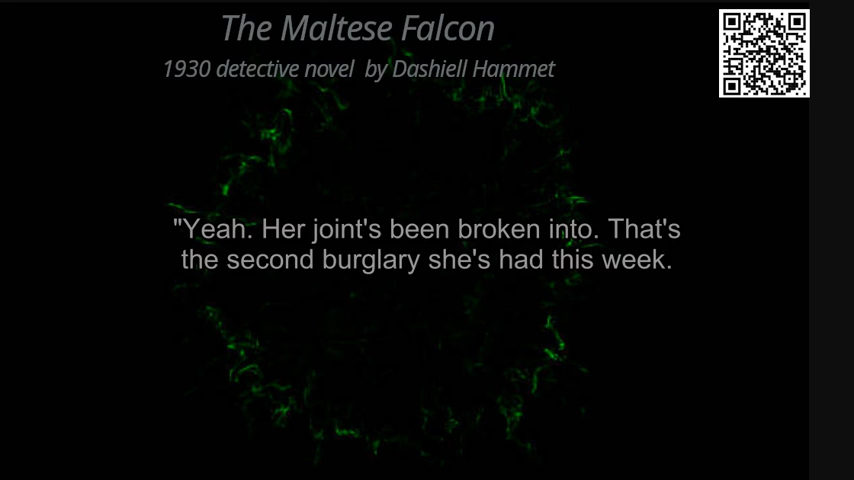 The Maltese Falcon
1930 detective novel by Dashiell Hammet
"Yeah. Her joint's been broken into. That's
the second burglary she's had this week.